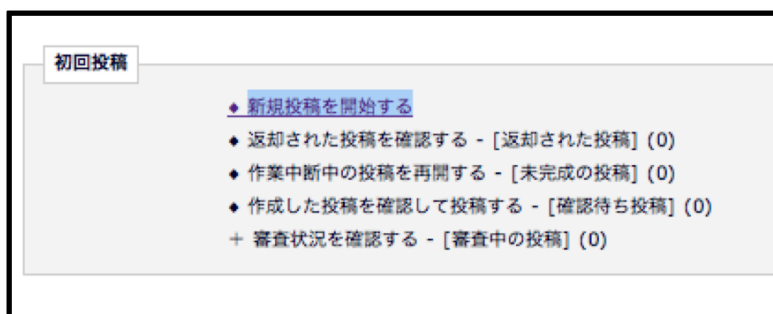 初回投稿
◆ 新規投稿を開始する
◆ 返却された投稿を確認する - [返却された投稿] (0)
◆ 作業中断中の投稿を再開する - [未完成の投稿] (0)
◆ 作成した投稿を確認して投稿する - [確認待ち投稿] (0)
＋ 審査状況を確認する - [審査中の投稿] (0)